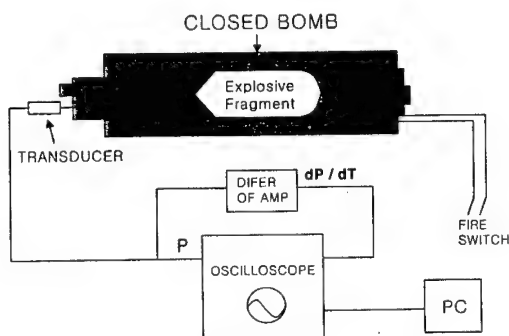 CLOSED BOMB
Explosive
Fragment
TRANSDUCER
dP / dT
DIFER
OF AMP
P
FIRE
SWITCH
OSCILLOSCOPE
PC